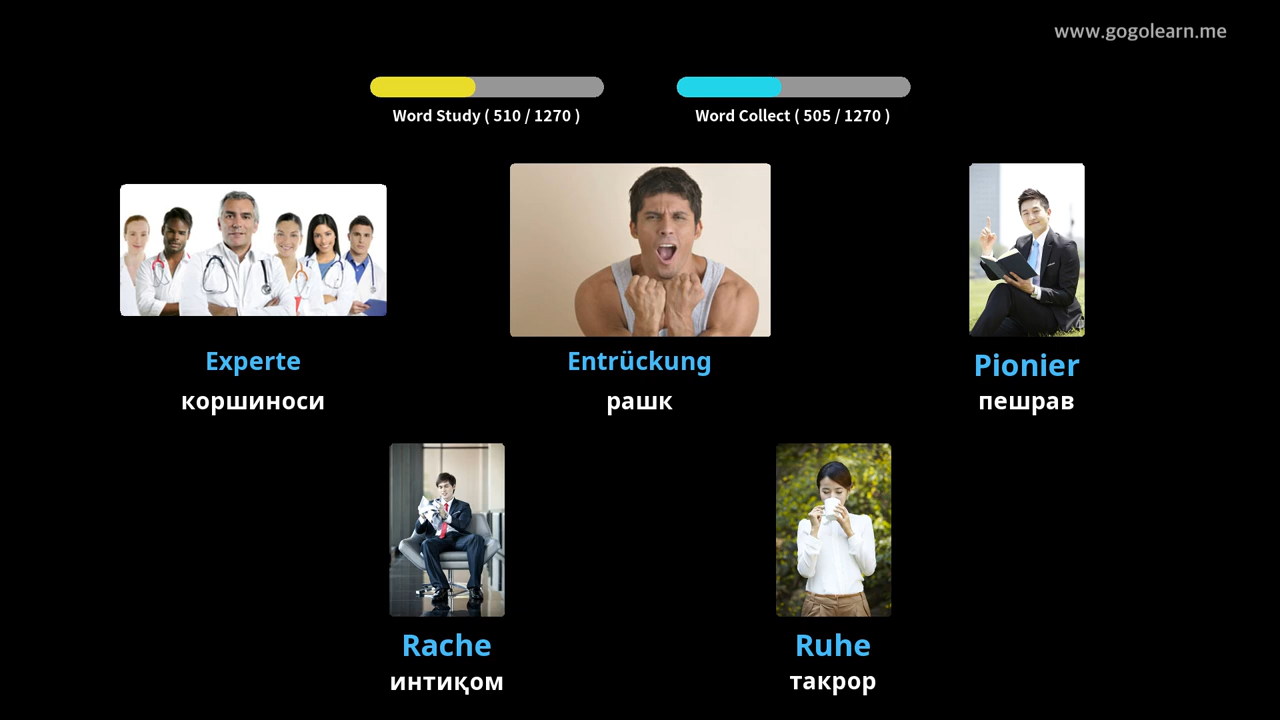 www.gogolearn.me
Word Study ( 510 / 1270 )
Word Collect ( 505 / 1270 )
Experte
коршиноси
Entrückung
рашк
Pionier
пешрав
Rache
интиқом
Ruhe
такрор